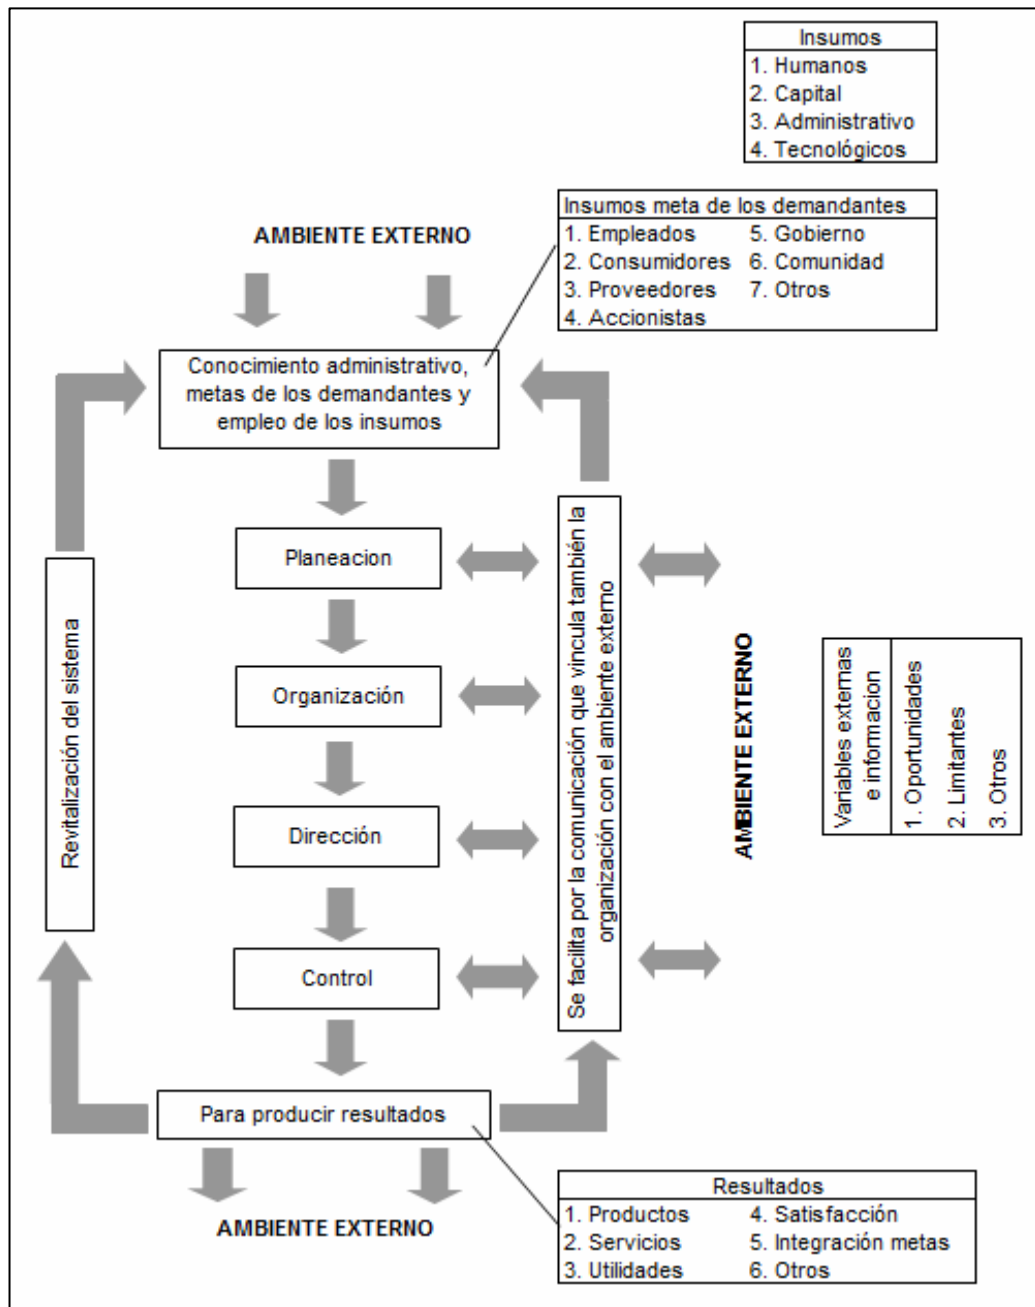 Insumos
1. Humanos
2. Capital
3. Administrativo
4. Tecnológicos
Insumos meta de los demandantes
1. Empleados 5. Gobierno
2. Consumidores 6. Comunidad
3. Proveedores 7. Otros
4. Accionistas
AMBIENTE EXTERNO
Conocimiento administrativo,
metas de los demandantes y
empleo de los insumos
Planeacion
Organización
Dirección
Control
Para producir resultados
Revitalización del sistema
Se facilita por la comunicación que vincula también la
organización con el ambiente externo
AMBIENTE EXTERNO
Variables externas
e informacion
1. Oportunidades
2. Limitantes
3. Otros
AMBIENTE EXTERNO
Resultados
1. Productos 4. Satisfacción
2. Servicios 5. Integración metas
3. Utilidades 6. Otros